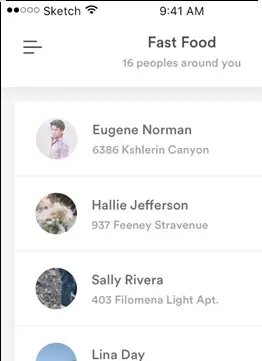 Sketch 9:41 AM
Fast Food
16 peoples around you
Eugene Norman
6386 Kshlerin Canyon
Hallie Jefferson
937 Feeney Stravenue
Sally Rivera
403 Filomena Light Apt.
Lina Day